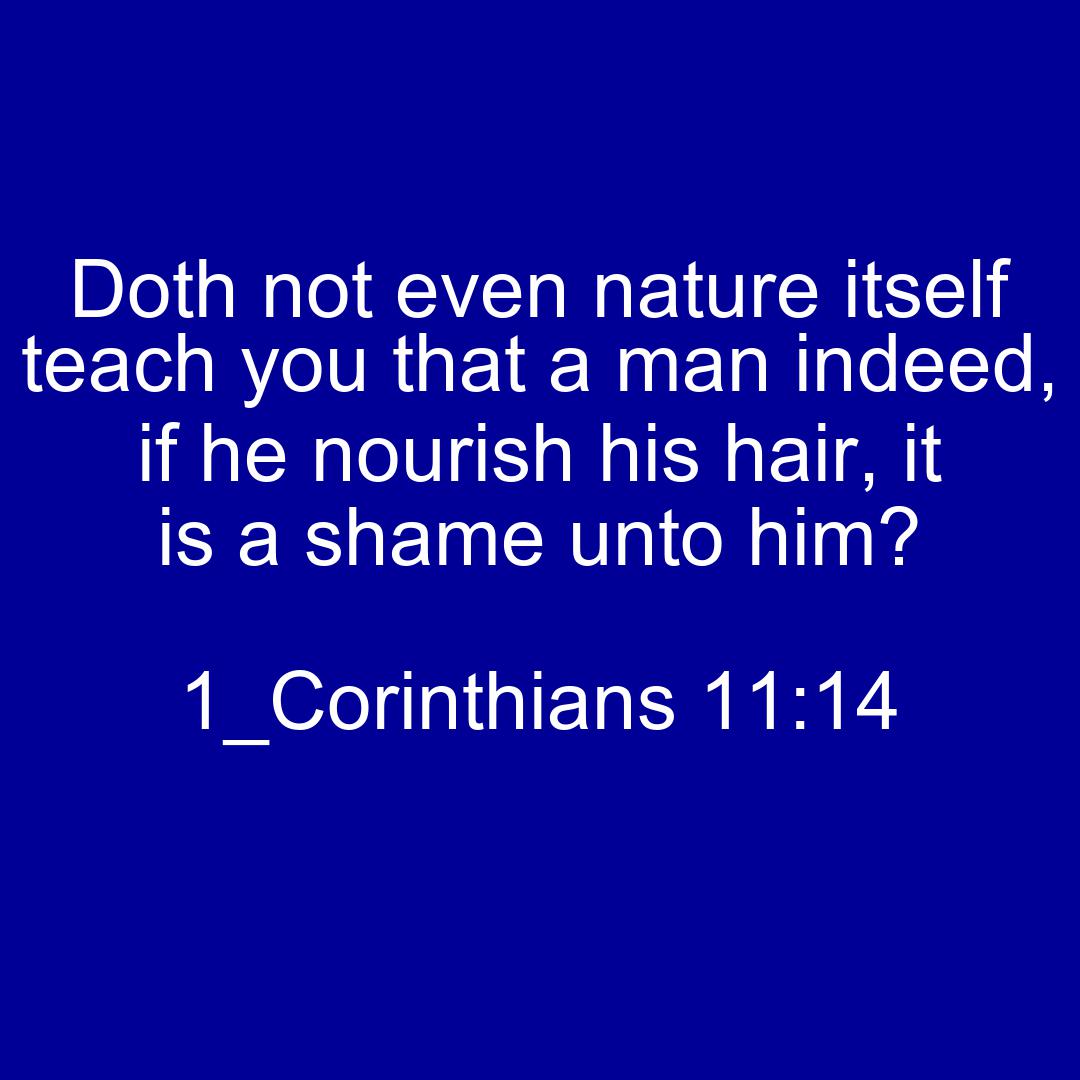 Doth not even nature itself
teach you that a man indeed,
if he nourish his hair, it
is a shame unto him?
1_Corinthians 11:14